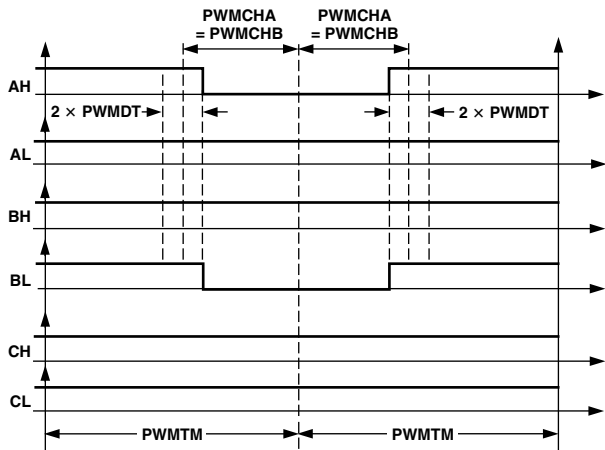 PWMCHA PWMCHA
= PWMCHB = PWMCHB
AH
2 × PWMDT 2 × PWMDT
AL
BH
BL
CH
CL
PWMTM PWMTM